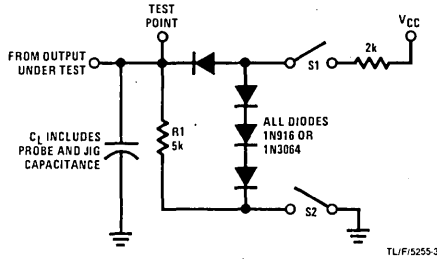 TEST
POINT
VCC
FROM OUTPUT
UNDER TEST
S1
2k
CL INCLUDES
PROBE AND JIG
CAPACITANCE
R1
5k
ALL DIODES
1N916 OR
1N3064
S2
TL/F/5255-3